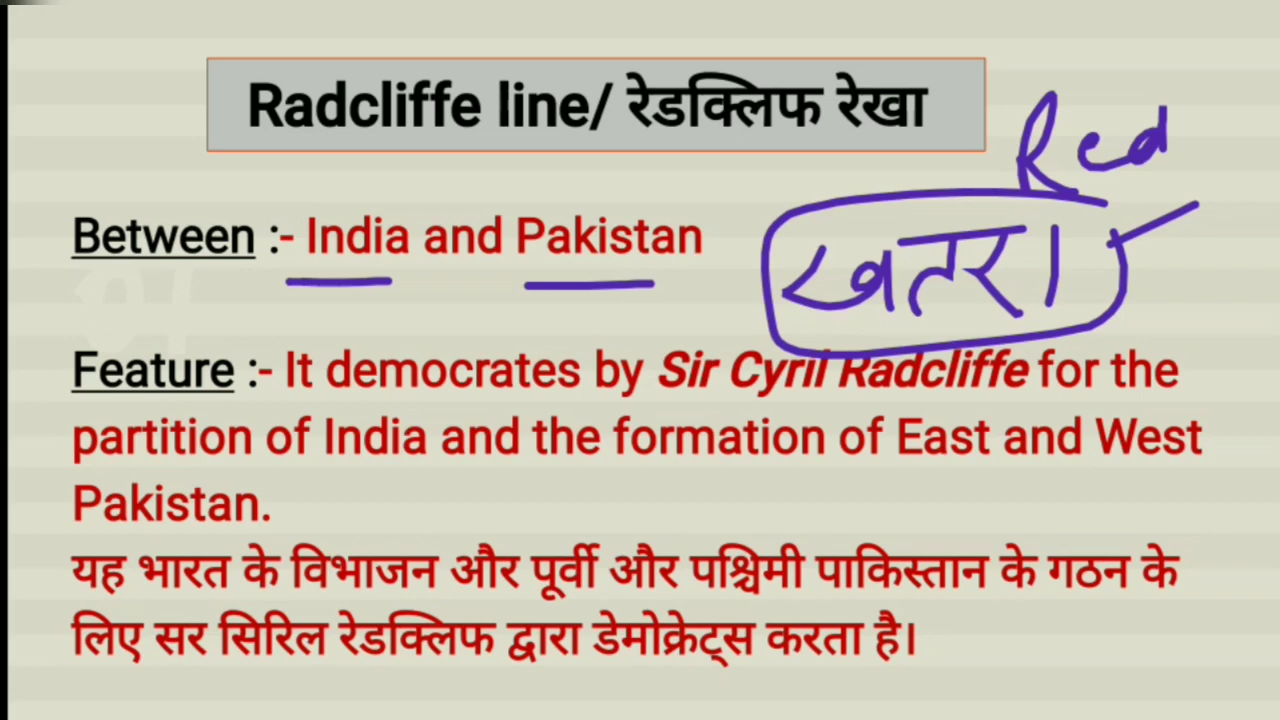 Radcliffe line/ रेडक्लिफ रेखा
Red
Between :- India and Pakistan
खतरा
Feature :- It democrates by Sir Cyril Radcliffe for the
partition of India and the formation of East and West
Pakistan.
यह भारत के विभाजन और पूर्वी और पश्चिमी पाकिस्तान के गठन के
लिए सर सिरिल रेडक्लिफ द्वारा डेमोक्रेट्स करता है।